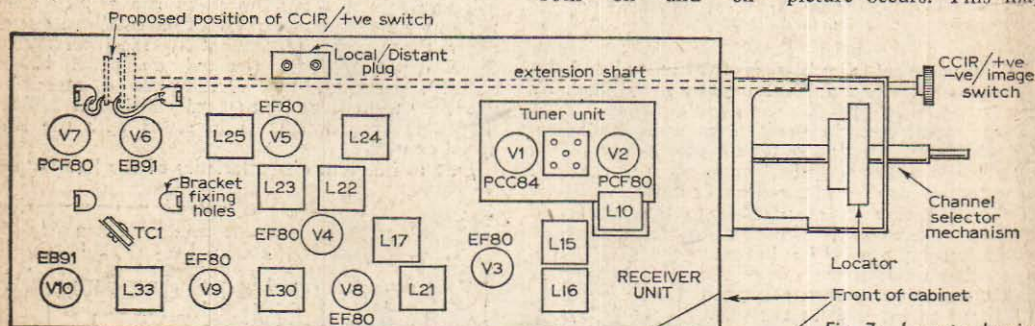 picture occurs. This
Proposed position of CCIR/+ve switch
Local/Distant
plug
extension shaft
CCIR/+ve
-ve/image
switch
EF80
Tuner unit
V7
V6
L25
V5
L24
V1
V2
PCF80
EB91
PCC84
PCF80
L23
L22
L10
Bracket
fixing
holes
Channel
selector
mechanism
TC1
EF80
V4
L17
EF80
V3
L15
Locator
EB91
EF80
V10
L33
V9
L30
V8
L21
L16
RECEIVER
UNIT
EF80
Front of cabinet